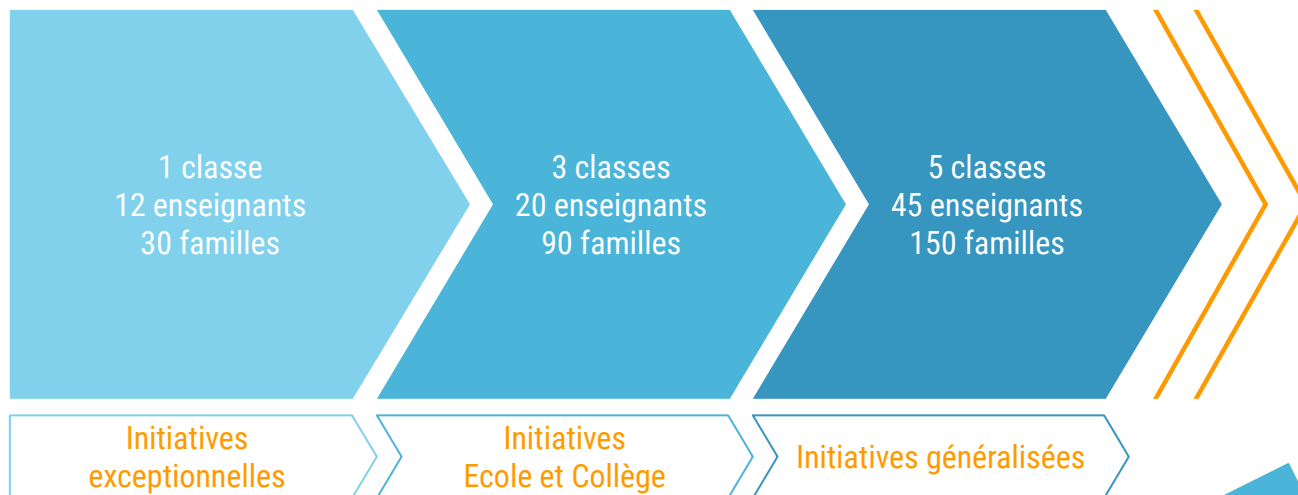 1 classe
12 enseignants
30 familles
3 classes
20 enseignants
90 familles
5 classes
45 enseignants
150 familles
Initiatives
exceptionnelles
Initiatives
Ecole et Collège
Initiatives généralisées